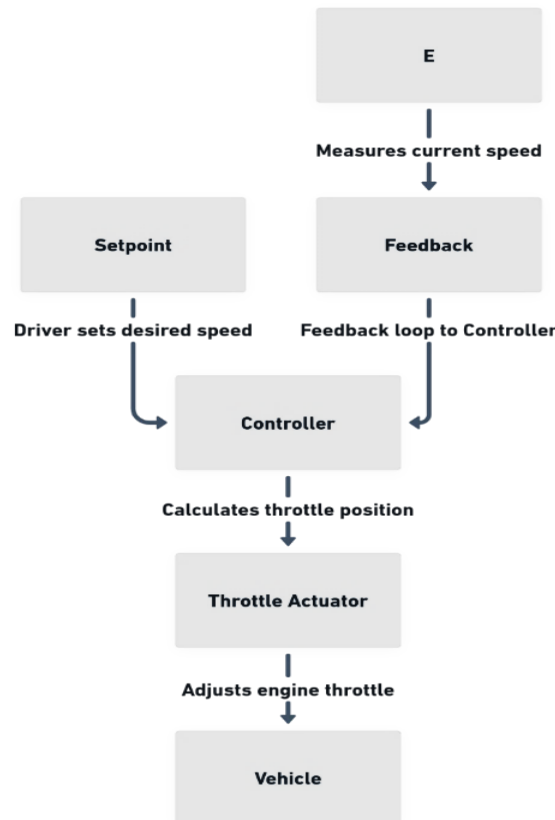 E
Measures current speed
Setpoint
Feedback
Driver sets desired speed
Feedback loop to Controller
Controller
Calculates throttle position
Throttle Actuator
Adjusts engine throttle
Vehicle